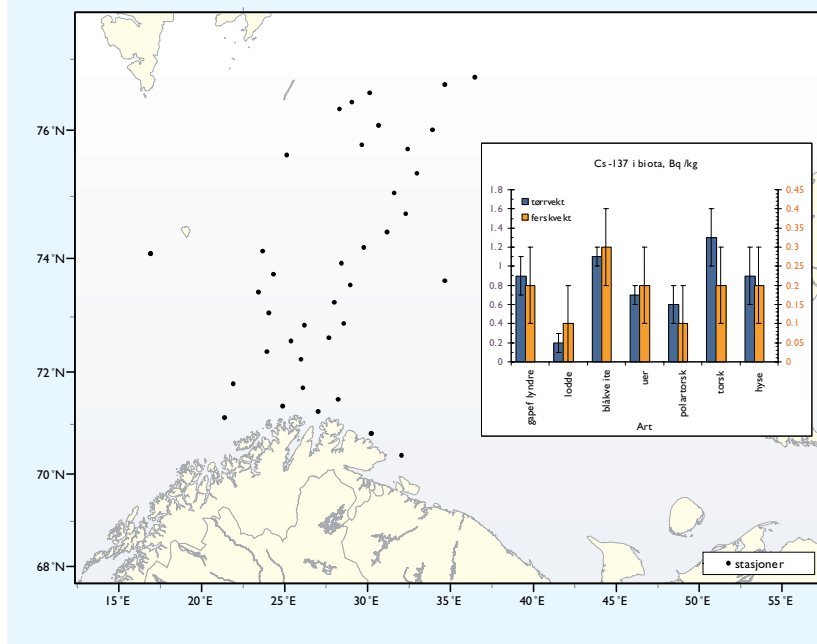 76˚N
74˚N
72˚N
70˚N
68˚N
15˚E 20˚E 25˚E 30˚E 35˚E 40˚E 45˚E 50˚E 55˚E
Cs-137 i biota, Bq/kg
1.8 0.45
1.6 0.4
1.4 0.35
1.2 0.3
1 0.25
0.8 0.2
0.6 0.15
0.4 0.1
0.2 0.05
0 0
tørrvekt
ferskvekt
gapeflyndre
lodde
blåkveite
uer
polartorsk
torsk
hyse
Art
stasjoner